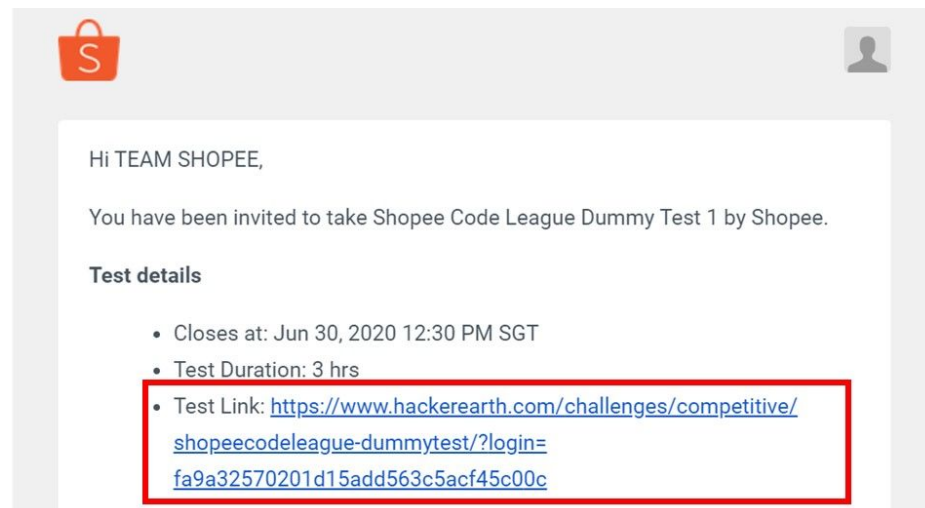 S
Hi TEAM SHOPEE,
You have been invited to take Shopee Code League Dummy Test 1 by Shopee.
Test details
• Closes at: Jun 30, 2020 12:30 PM SGT
• Test Duration: 3 hrs
• Test Link: https://www.hackerearth.com/challenges/competitive/
shopeecodeleague-dummytest/?login=
fa9a32570201d15add563c5acf45c00c